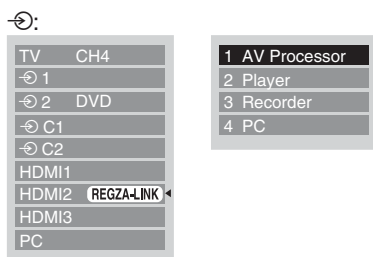 :
TV CH4
1
2 DVD
C1
C2
HDMI1
HDMI2 REGZA-LINK
HDMI3
PC
1 AV Processor
2 Player
3 Recorder
4 PC